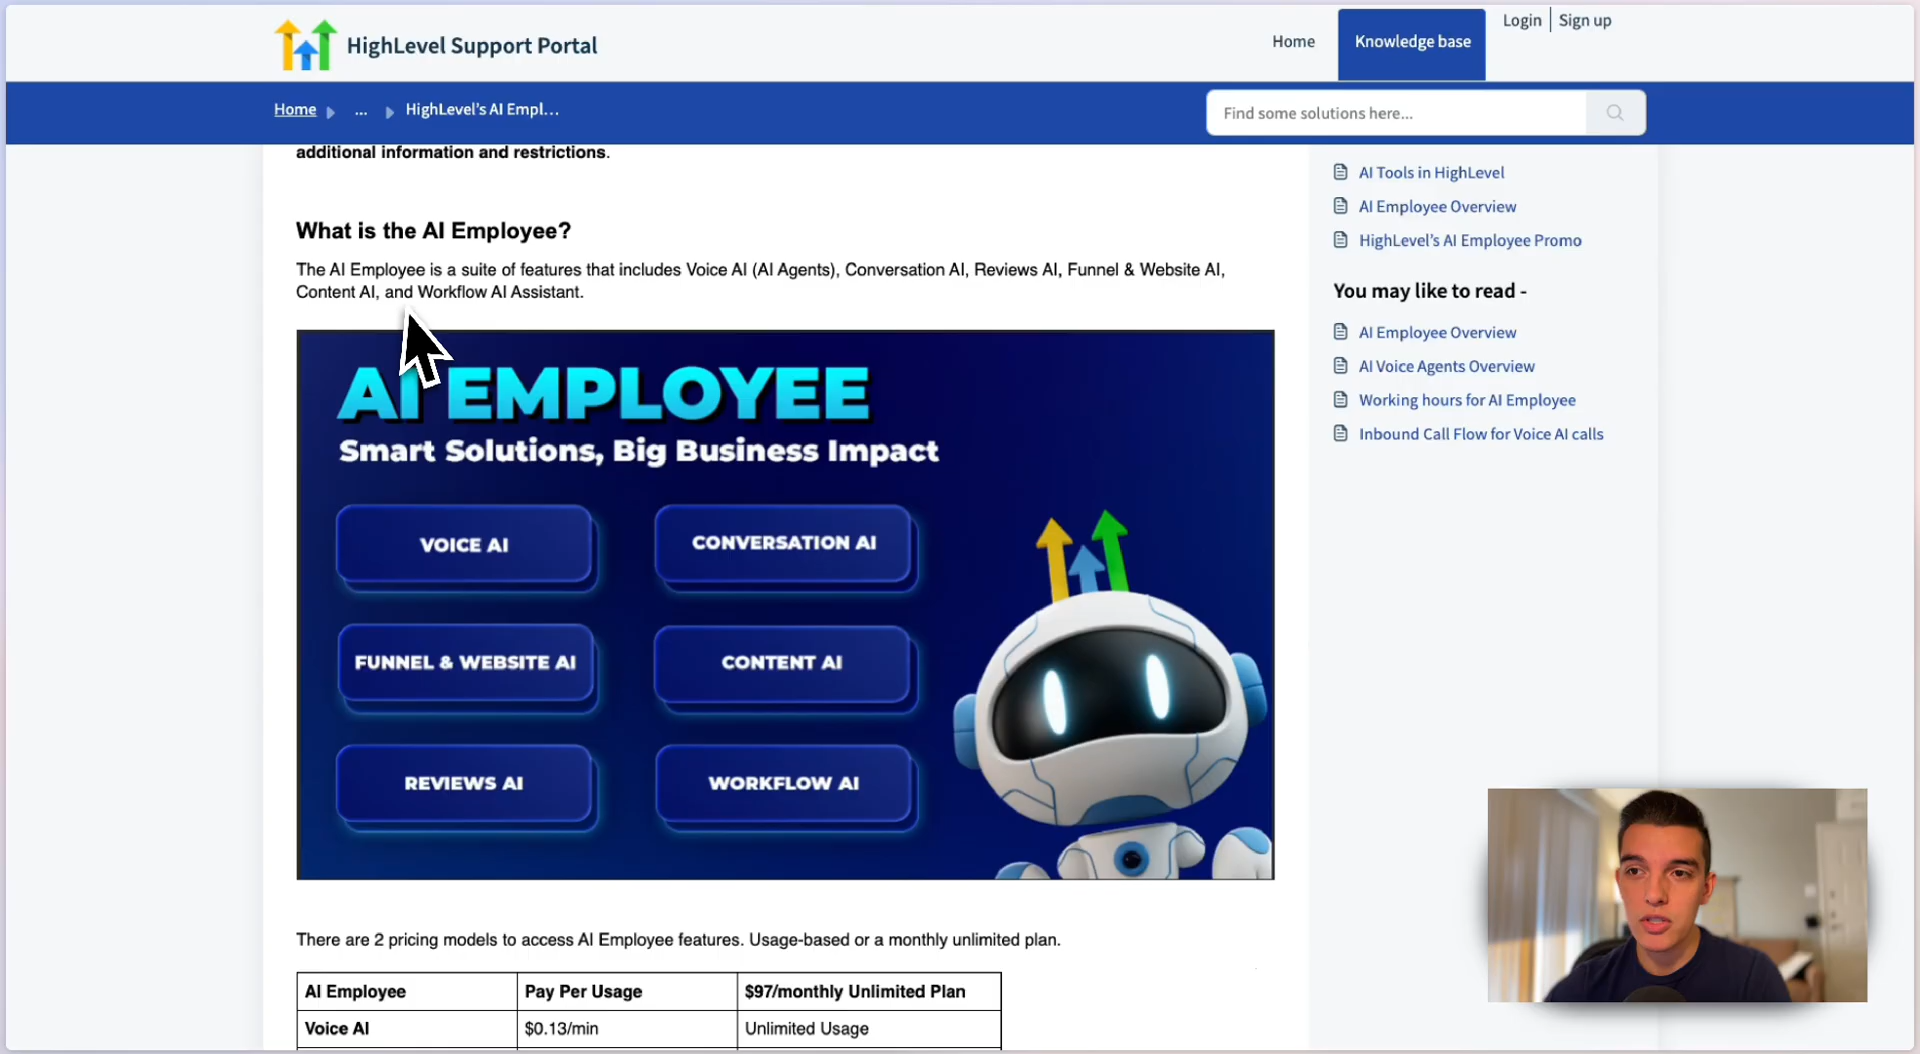 HighLevel Support Portal
Home
Knowledge base
Login
Sign up
Home
...
HighLevel's AI Empl...
Find some solutions here...
additional information and restrictions.
What is the AI Employee?
The AI Employee is a suite of features that includes Voice AI (AI Agents), Conversation AI, Reviews AI, Funnel & Website AI,
Content AI, and Workflow AI Assistant.
AI EMPLOYEE
Smart Solutions, Big Business Impact
VOICE AI
CONVERSATION AI
FUNNEL & WEBSITE AI
CONTENT AI
REVIEWS AI
WORKFLOW AI
There are 2 pricing models to access AI Employee features. Usage-based or a monthly unlimited plan.
AI Employee
Pay Per Usage
$97/monthly Unlimited Plan
Voice AI
$0.13/min
Unlimited Usage
AI Tools in HighLevel
AI Employee Overview
HighLevel's AI Employee Promo
You may like to read -
AI Employee Overview
AI Voice Agents Overview
Working hours for AI Employee
Inbound Call Flow for Voice AI calls